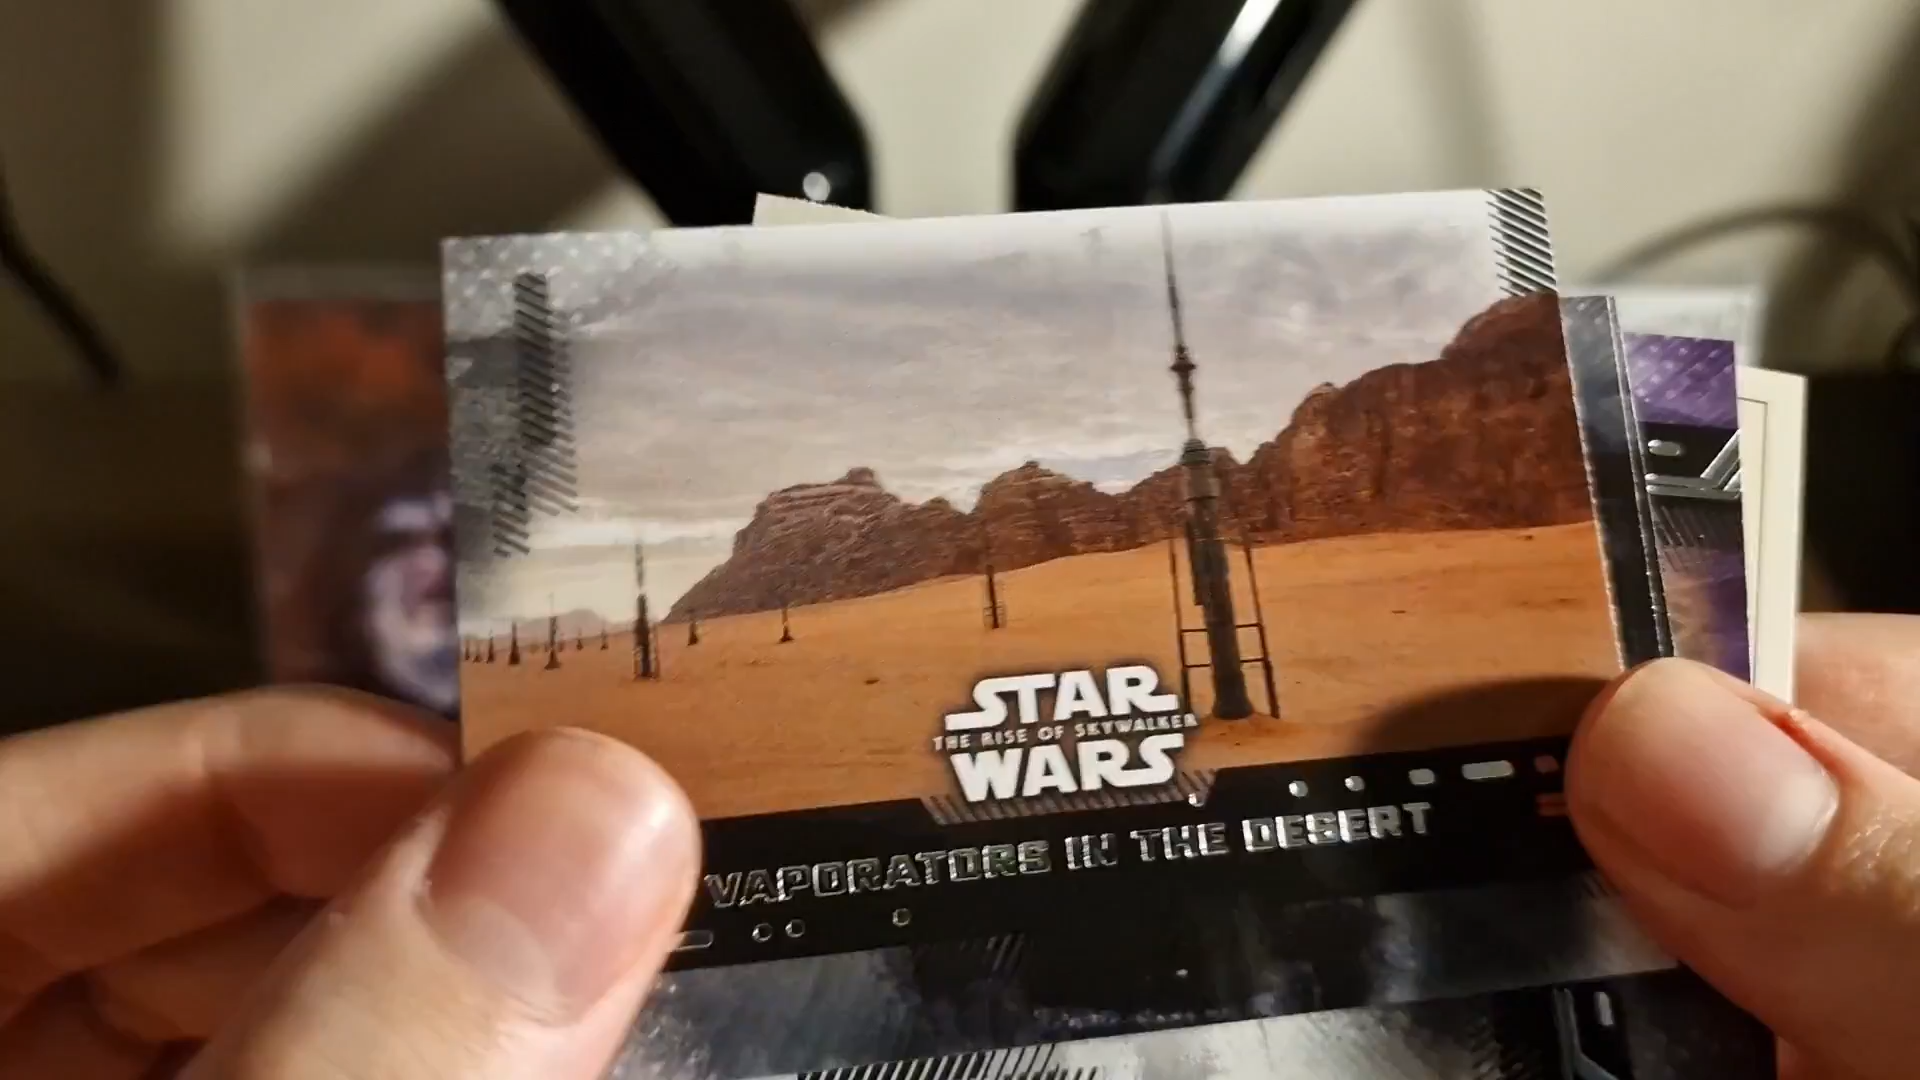 STAR
THE RISE OF SKYWALKER
WARS
VAPORATORS IN THE DESERT